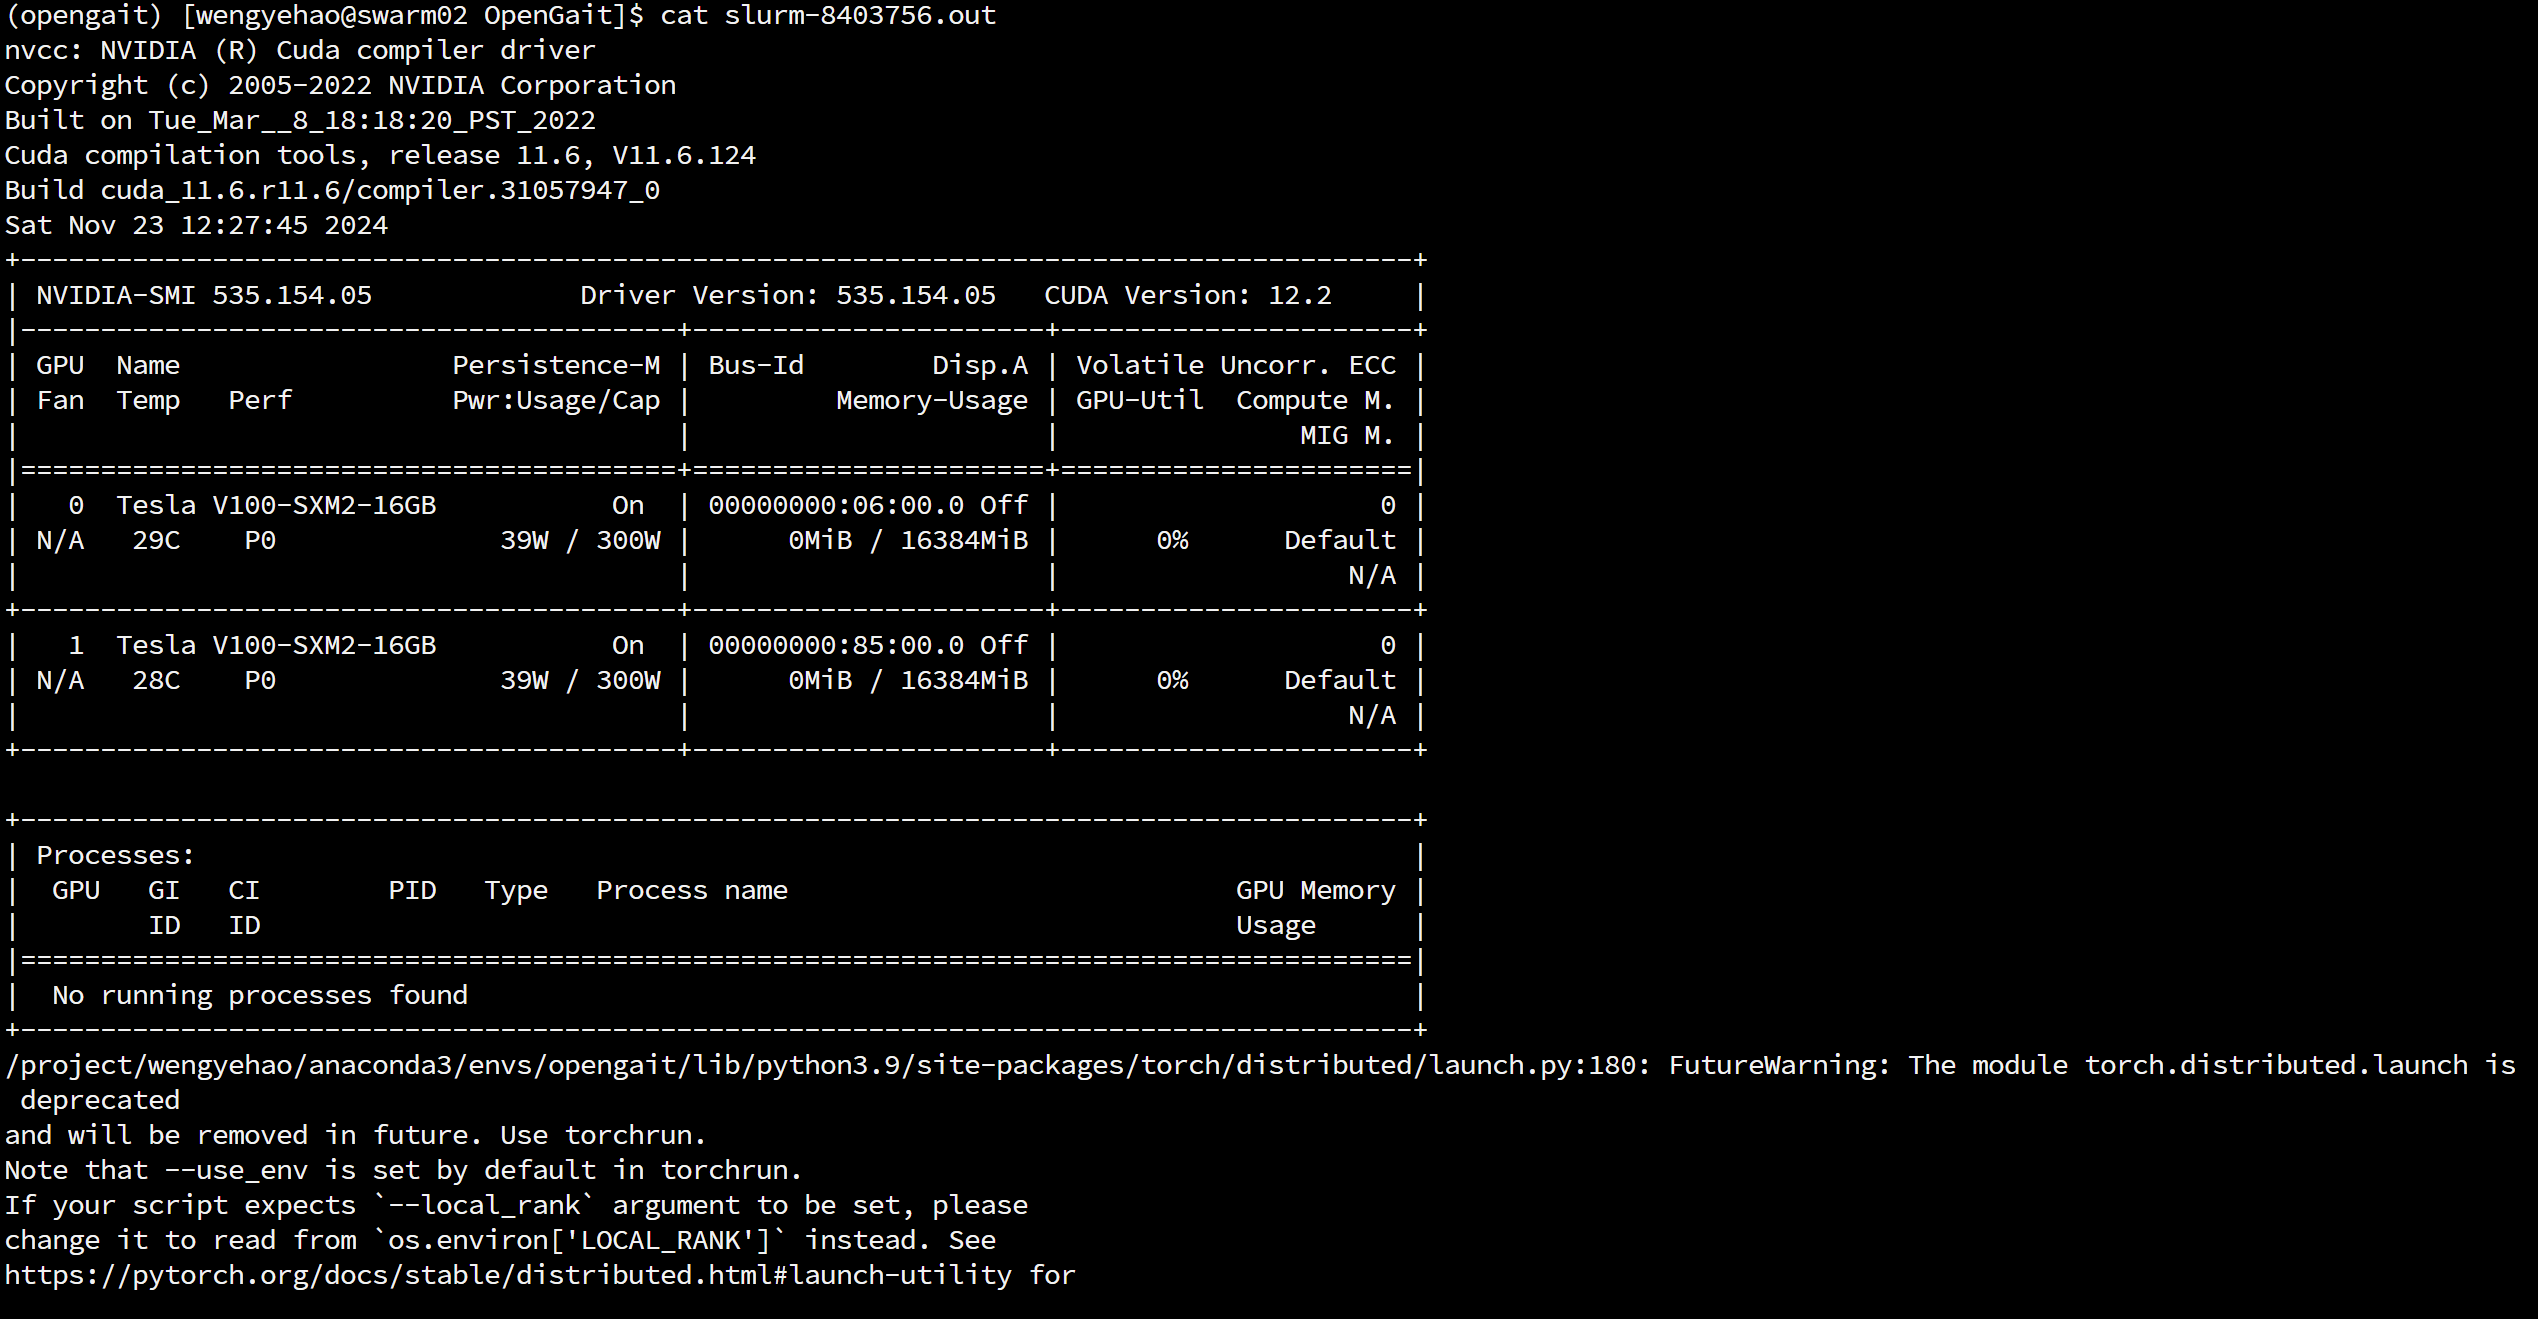 (opengait) [wengyehao@swarm02 OpenGait]$ cat slurm-8403756.out
nvcc: NVIDIA (R) Cuda compiler driver
Copyright (c) 2005-2022 NVIDIA Corporation
Built on Tue_Mar__8_18:18:20_PST_2022
Cuda compilation tools, release 11.6, V11.6.124
Build cuda_11.6.r11.6/compiler.31057947_0
Sat Nov 23 12:27:45 2024
+---------------------------------------------------------------------------------------+
| NVIDIA-SMI 535.154.05             Driver Version: 535.154.05   CUDA Version: 12.2     |
|-----------------------------------------+----------------------+----------------------+
| GPU  Name                 Persistence-M | Bus-Id        Disp.A | Volatile Uncorr. ECC |
| Fan  Temp   Perf          Pwr:Usage/Cap |         Memory-Usage | GPU-Util  Compute M. |
|                                         |                      |               MIG M. |
|=========================================+======================+======================|
|   0  Tesla V100-SXM2-16GB           On  | 00000000:06:00.0 Off |                    0 |
| N/A   29C    P0              39W / 300W |      0MiB / 16384MiB |      0%      Default |
|                                         |                      |                  N/A |
+-----------------------------------------+----------------------+----------------------+
|   1  Tesla V100-SXM2-16GB           On  | 00000000:85:00.0 Off |                    0 |
| N/A   28C    P0              39W / 300W |      0MiB / 16384MiB |      0%      Default |
|                                         |                      |                  N/A |
+-----------------------------------------+----------------------+----------------------+

+---------------------------------------------------------------------------------------+
| Processes:                                                                            |
|  GPU   GI   CI        PID   Type   Process name                            GPU Memory |
|        ID   ID                                                             Usage      |
|=======================================================================================|
|  No running processes found                                                           |
+---------------------------------------------------------------------------------------+
/project/wengyehao/anaconda3/envs/opengait/lib/python3.9/site-packages/torch/distributed/launch.py:180: FutureWarning: The module torch.distributed.launch is
 deprecated
and will be removed in future. Use torchrun.
Note that --use_env is set by default in torchrun.
If your script expects `--local_rank` argument to be set, please
change it to read from `os.environ['LOCAL_RANK']` instead. See
https://pytorch.org/docs/stable/distributed.html#launch-utility for